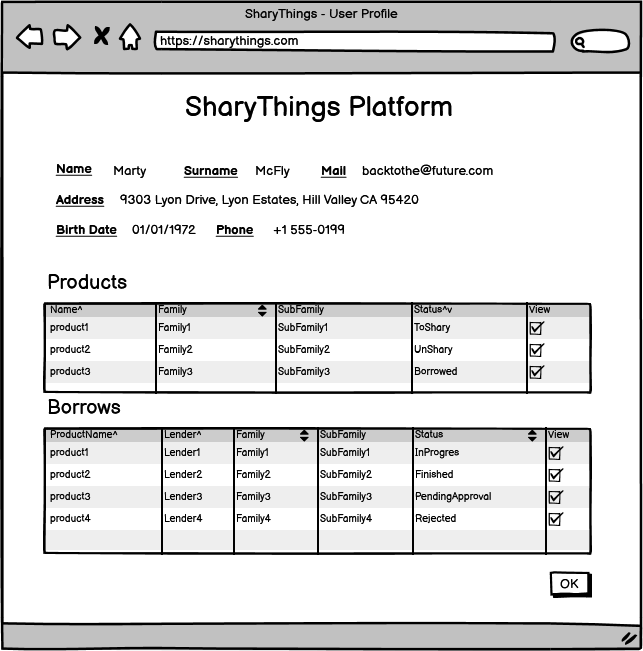 SharyThings - User Profile
https://sharythings.com
SharyThings Platform
Name Marty Surname McFly Mail backtothe@future.com
Address 9303 Lyon Drive, Lyon Estates, Hill Valley CA 95420
Birth Date 01/01/1972 Phone +1 555-0199
Products
Name^ Family SubFamily Status^v View
product1 Family1 SubFamily1 ToShary
product2 Family2 SubFamily2 UnShary
product3 Family3 SubFamily3 Borrowed
Borrows
ProductName^ Lender^ Family SubFamily Status View
product1 Lender1 Family1 SubFamily1 InProgres
product2 Lender2 Family2 SubFamily2 Finished
product3 Lender3 Family3 SubFamily3 PendingApproval
product4 Lender4 Family4 SubFamily4 Rejected
OK